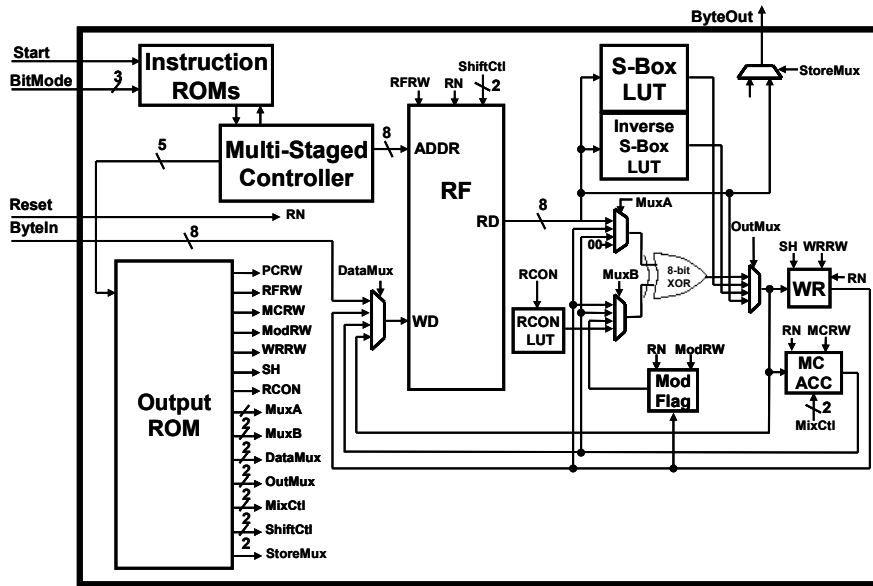 ByteOut
Start
BitMode
3
Instruction
ROMs
ShiftCtl
RFRW
RN
2
S-Box
LUT
StoreMux
Inverse
S-Box
LUT
5
Multi-Staged
Controller
8
ADDR
RF
RD
8
Reset
RN
ByteIn
8
MuxA
00
OutMux
8-bit
XOR
SH WRRW
RN
WR
DataMux
WD
RCON
MuxB
RCON
LUT
RN
ModRW
Mod
Flag
RN
MCRW
MC
ACC
2
MixCtl
Output
ROM
PCRW
RFRW
MCRW
ModRW
WRRW
SH
RCON
MuxA
2
MuxB
2
DataMux
2
OutMux
2
MixCtl
2
ShiftCtl
2
StoreMux